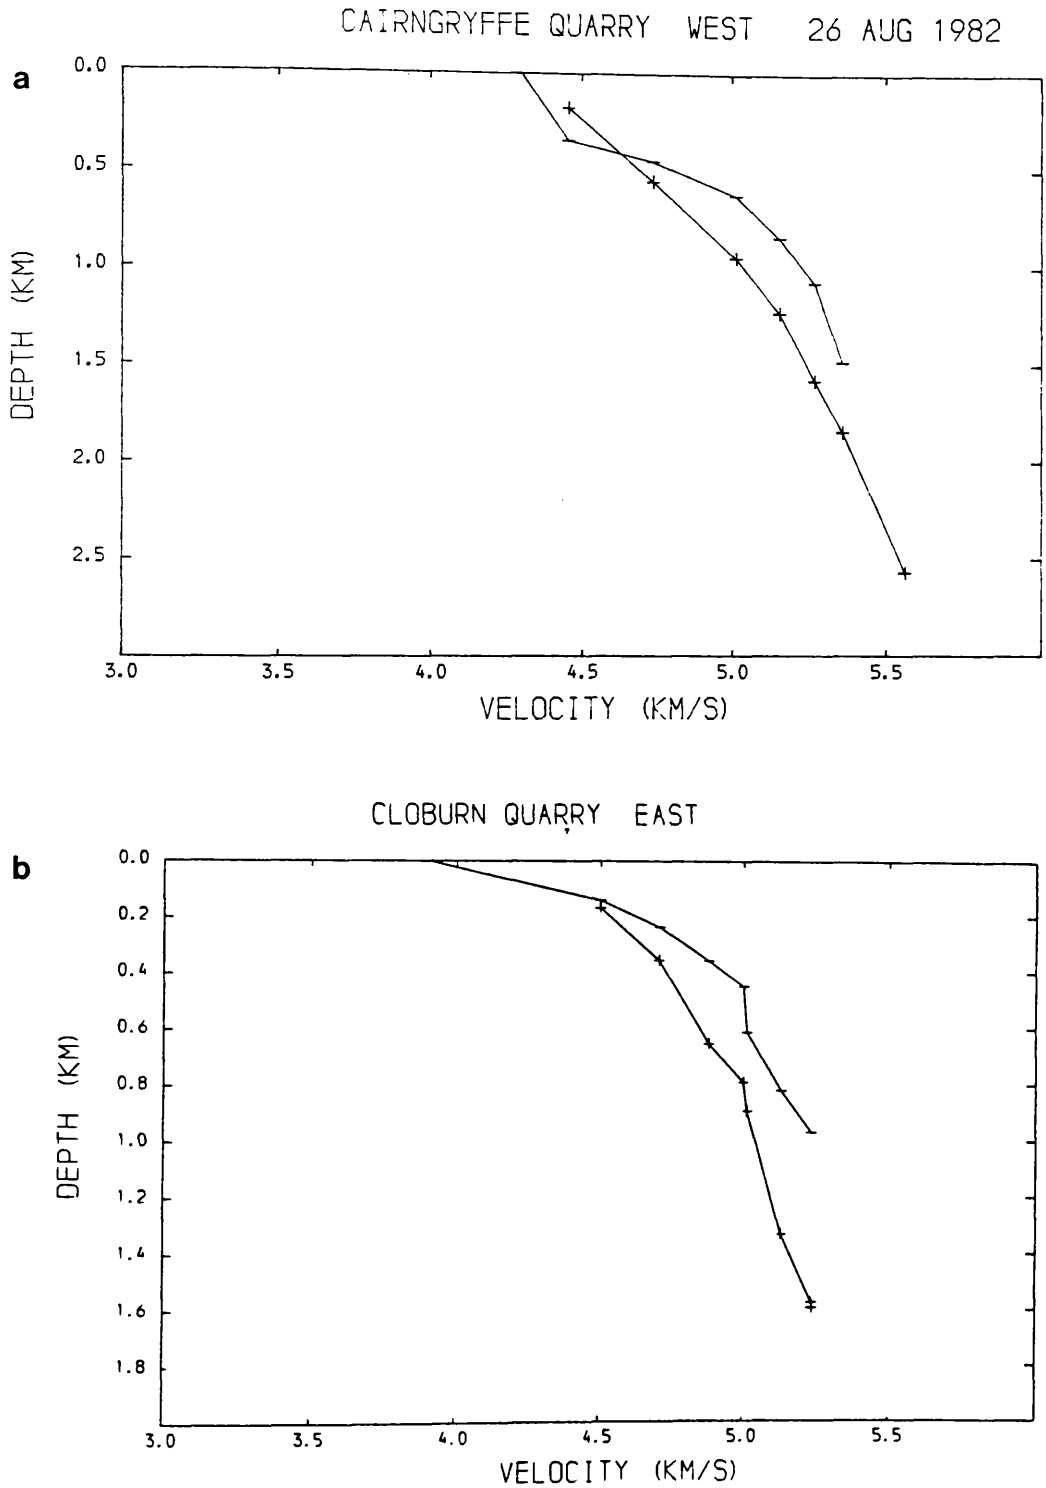 CAIRNGRYFFE QUARRY WEST 26 AUG 1982
a
0.0
0.5
1.0
1.5
2.0
2.5
DEPTH (KM)
3.0 3.5 4.0 4.5 5.0 5.5
VELOCITY (KM/S)
CLOBURN QUARRY EAST
b
0.0
0.2
0.4
0.6
0.8
1.0
1.2
1.4
1.6
1.8
DEPTH (KM)
3.0 3.5 4.0 4.5 5.0 5.5
VELOCITY (KM/S)